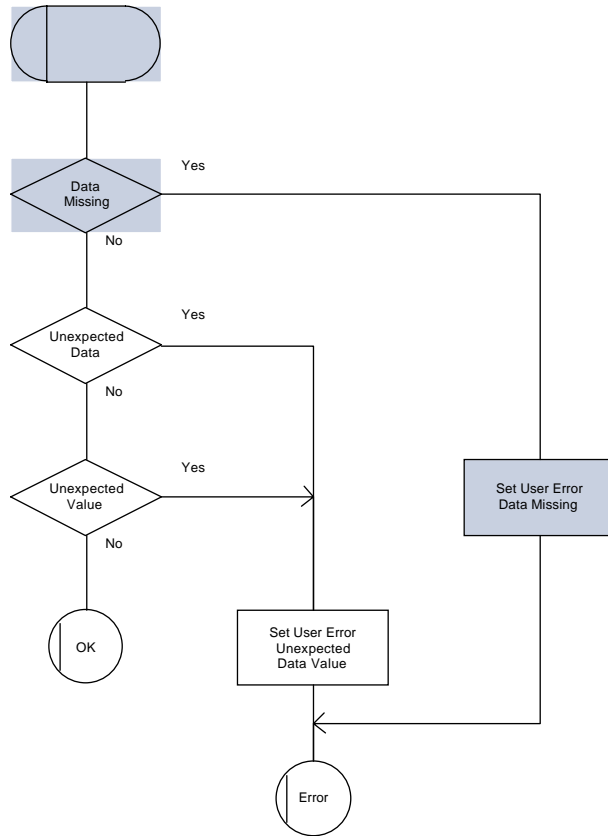 Yes
Data
Missing
No
Yes
Unexpected
Data
No
Yes
Unexpected
Value
No
Set User Error
Data Missing
OK
Set User Error
Unexpected
Data Value
Error